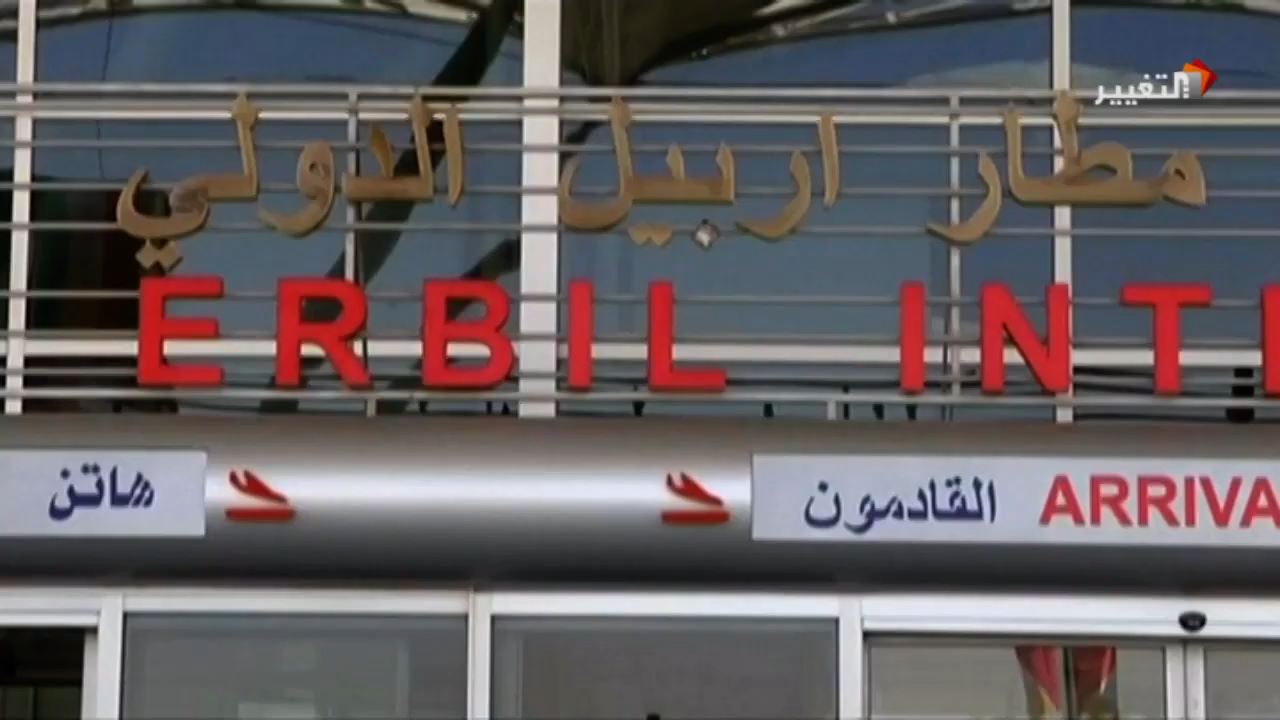 التغيير
مطار اربيل الدولي
ERBIL INT
هاتن
القادمون ARRIVA